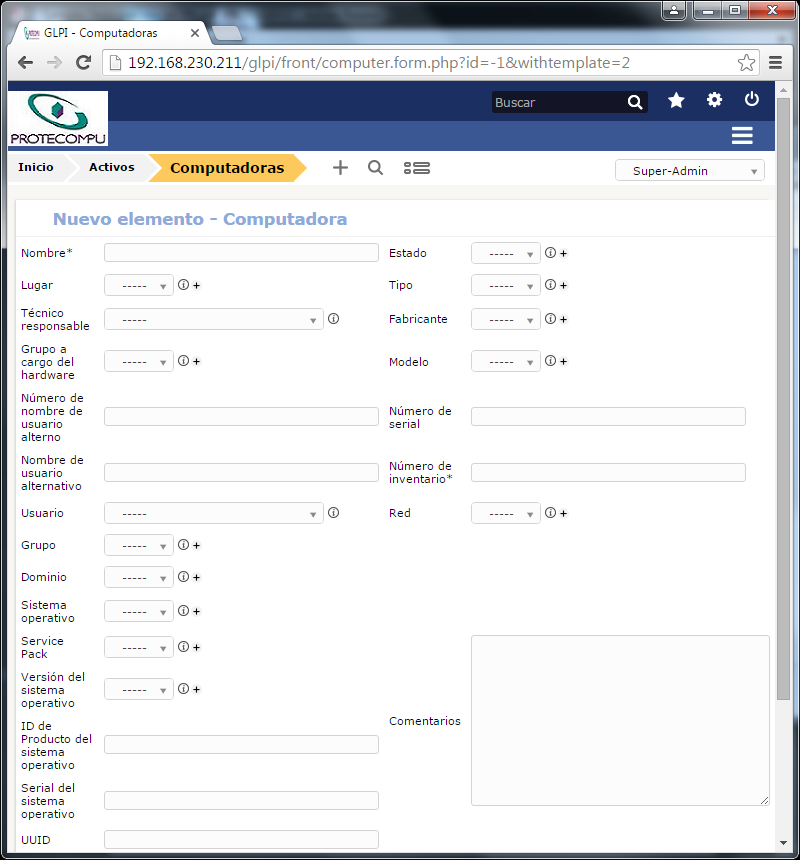 GLPI - Computadoras
192.168.230.211/glpi/front/computer.form.php?id=-1&withtemplate=2
PROTECOMPU
Buscar
Inicio
Activos
Computadoras
Super-Admin
Nuevo elemento - Computadora
Nombre*
Estado
-----
Lugar
-----
Tipo
-----
Técnico
responsable
-----
Fabricante
-----
Grupo a
cargo del
hardware
-----
Modelo
-----
Número de
nombre de
usuario
alterno
Número de
serial
Nombre de
usuario
alternativo
Número de
inventario*
Usuario
-----
Red
-----
Grupo
-----
Dominio
-----
Sistema
operativo
-----
Service
Pack
-----
Versión del
sistema
operativo
-----
Comentarios
ID de
Producto del
sistema
operativo
Serial del
sistema
operativo
UUID